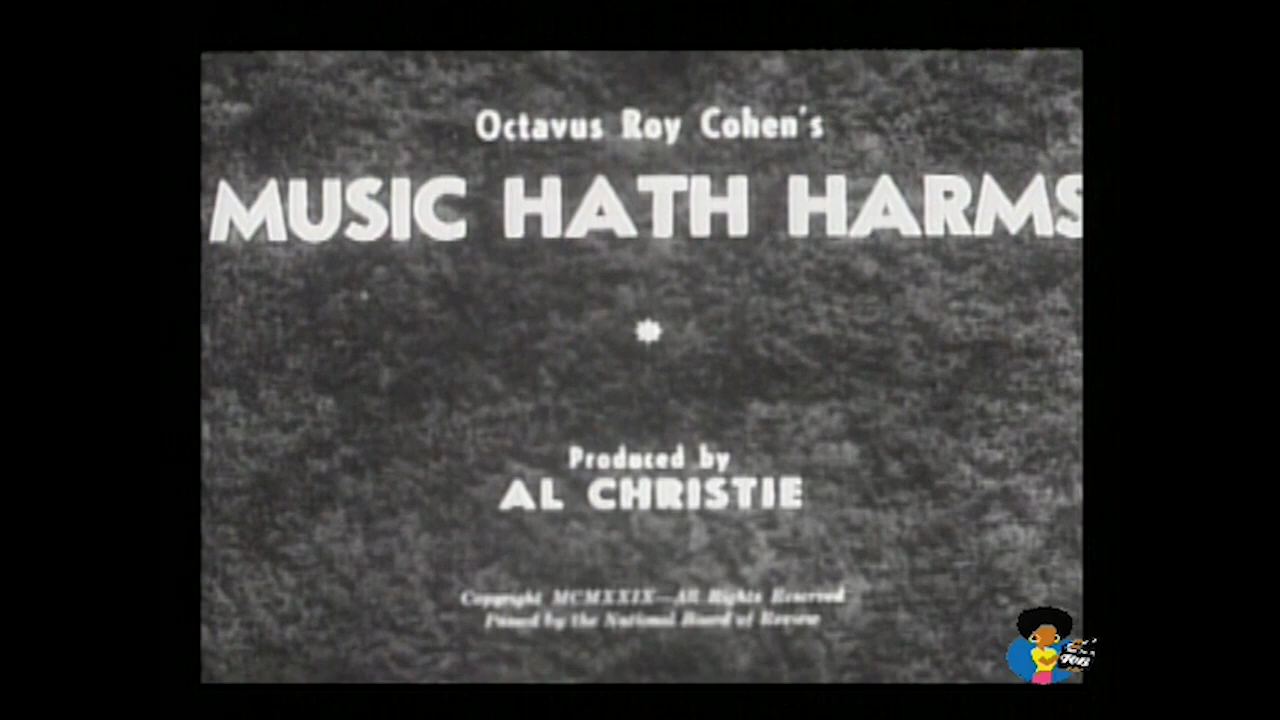 Octavus Roy Cohen's
MUSIC HATH HARMS
Produced by
AL CHRISTIE
Copyright MCMXXIX—All Rights Reserved
Passed by the National Board of Review